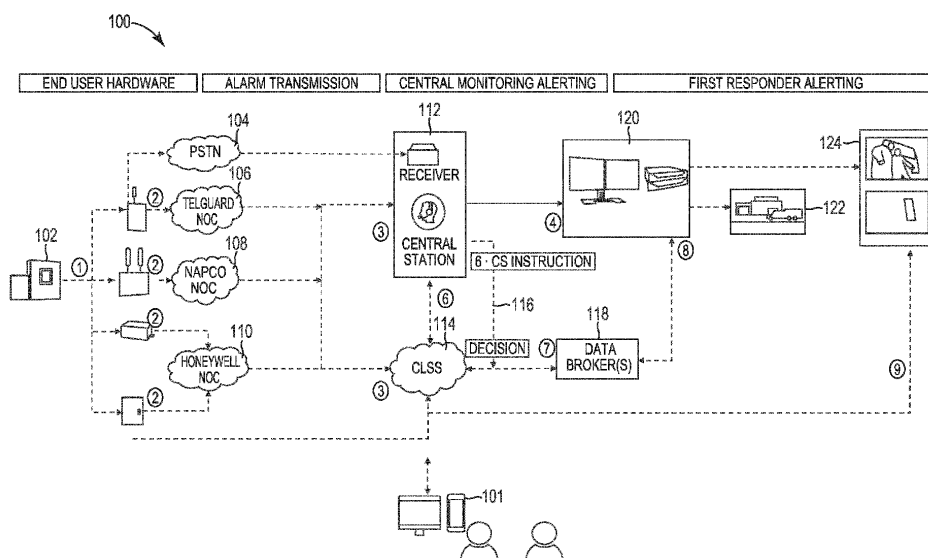 100
END USER HARDWARE
ALARM TRANSMISSION
CENTRAL MONITORING ALERTING
FIRST RESPONDER ALERTING
104
PSTN
112
RECEIVER
3
CENTRAL
STATION
120
4
124
122
106
2
TELGUARD
NOC
102
1
108
2
NAPCO
NOC
8
6 · CS INSTRUCTION
6
116
2
110
HONEYWELL
NOC
114
CLSS
3
DECISION
7
118
DATA
BROKER(S)
9
2
101